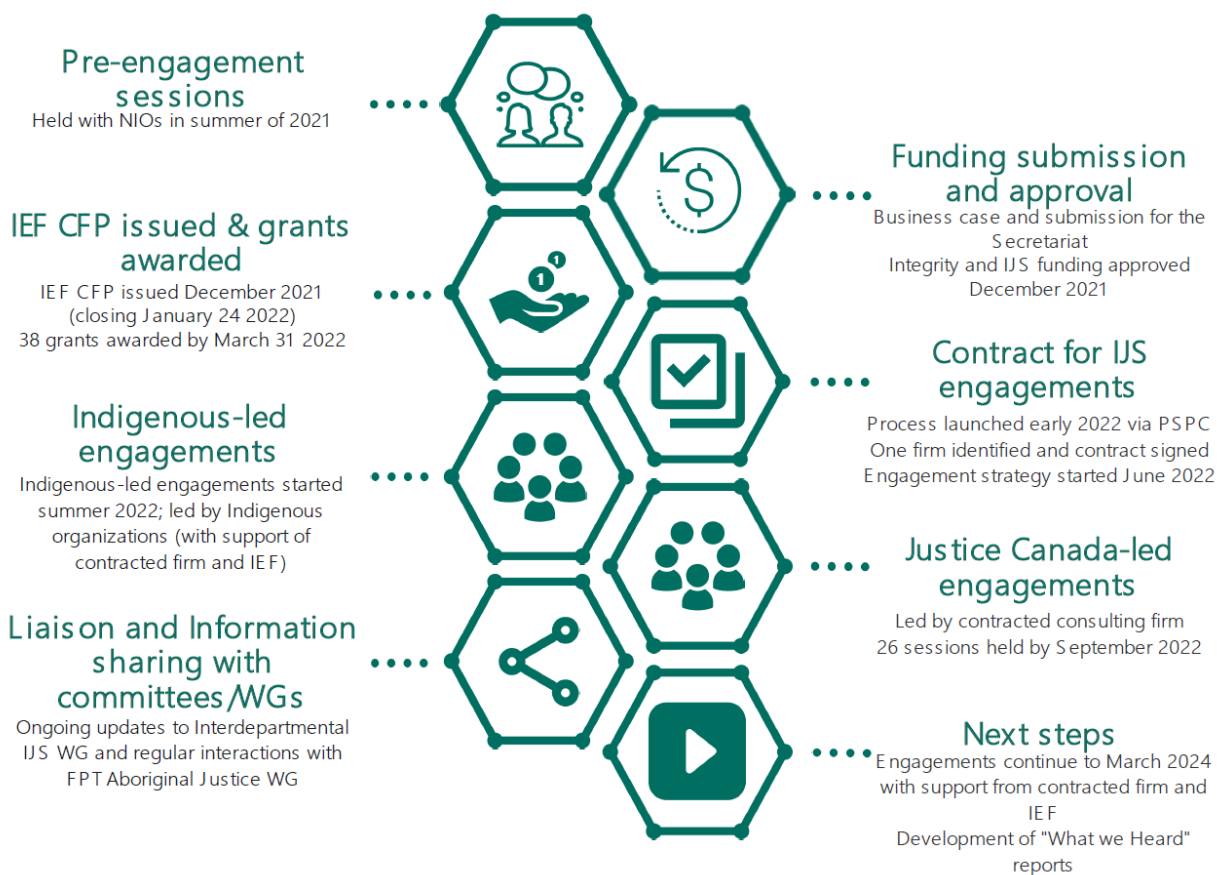 Pre-engagement
sessions
Held with NIOs in summer of 2021
Funding submission
and approval
Business case and submission for the
Secretariat
Integrity and IJS funding approved
December 2021
$
IEF CFP issued & grants
awarded
IEF CFP issued December 2021
(closing January 24 2022)
38 grants awarded by March 31 2022
1
1
Contract for IJS
engagements
Process launched early 2022 via PSPC
One firm identified and contract signed
Engagement strategy started June 2022
Indigenous-led
engagements
Indigenous-led engagements started
summer 2022; led by Indigenous
organizations (with support of
contracted firm and IEF)
Justice Canada-led
engagements
Led by contracted consulting firm
26 sessions held by September 2022
Liaison and Information
sharing with
committees/WGs
Ongoing updates to Interdepartmental
IJS WG and regular interactions with
FPT Aboriginal Justice WG
Next steps
Engagements continue to March 2024
with support from contracted firm and
IEF
Development of "What we Heard"
reports